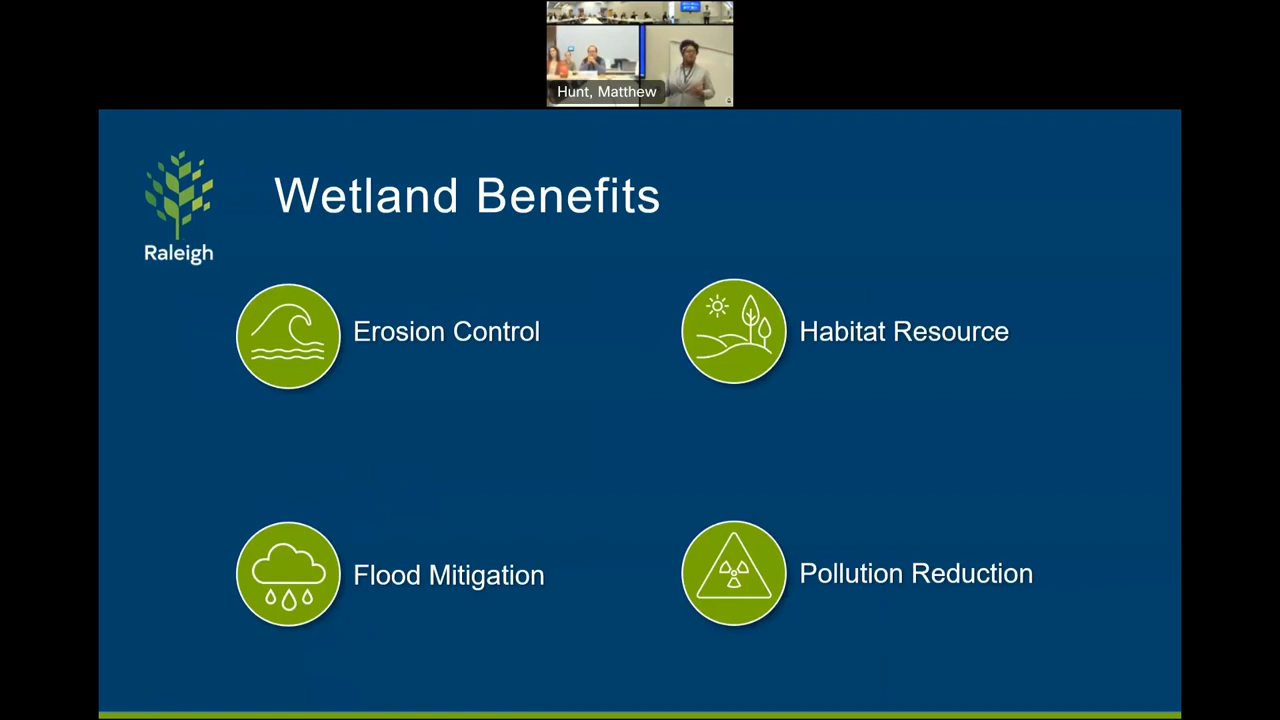 Hunt, Matthew
Raleigh
Wetland Benefits
Erosion Control
Habitat Resource
Flood Mitigation
Pollution Reduction